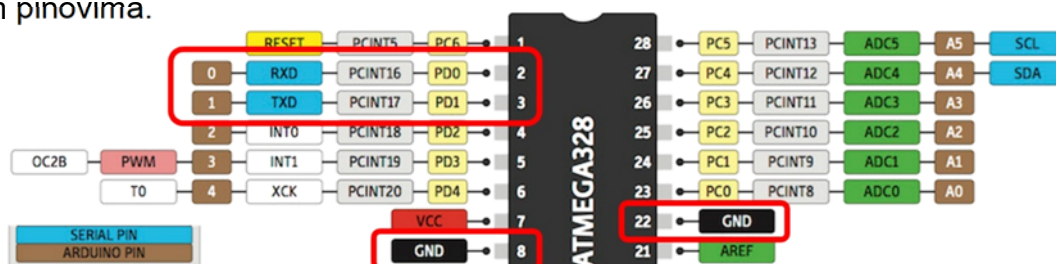 pinovima.
RESET PCINT5 PC6 1 28 PC5 PCINT13 ADC5 A5 SCL
0 RXD PCINT16 PD0 2 27 PC4 PCINT12 ADC4 A4 SDA
1 TXD PCINT17 PD1 3 26 PC3 PCINT11 ADC3 A3
2 INT0 PCINT18 PD2 4 25 PC2 PCINT10 ADC2 A2
OC2B PWM 3 INT1 PCINT19 PD3 5 24 PC1 PCINT9 ADC1 A1
T0 4 XCK PCINT20 PD4 6 23 PC0 PCINT8 ADC0 A0
VCC 7 22 GND
GND 8 21 AREF
ATMEGA328
SERIAL PIN
ARDUINO PIN